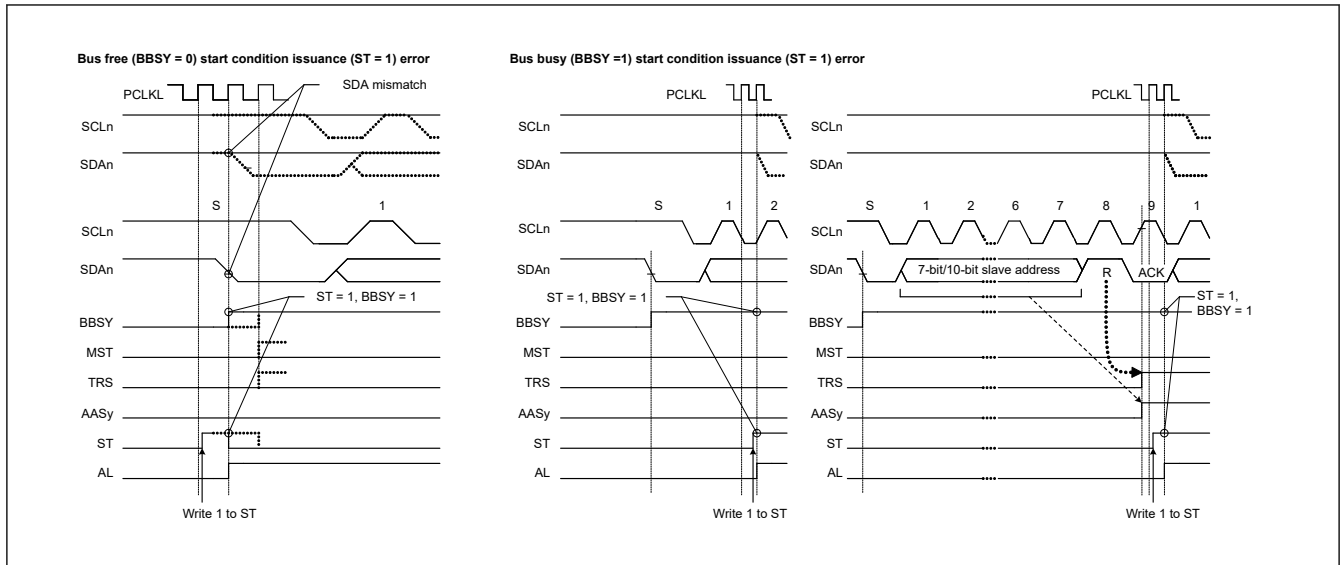 Bus free (BBSY = 0) start condition issuance (ST = 1) error
PCLKL
SDA mismatch
SCLn
SDAn
S 1
SCLn
SDAn
ST = 1, BBSY = 1
BBSY
MST
TRS
AASy
ST
AL
Write 1 to ST
Bus busy (BBSY =1) start condition issuance (ST = 1) error
PCLKL
SCLn
SDAn
S 1 2
SCLn
SDAn
ST = 1, BBSY = 1
BBSY
MST
TRS
AASy
ST
AL
Write 1 to ST
PCLKL
SCLn
SDAn
S 1 2 6 7 8 9 1
SCLn
SDAn
7-bit/10-bit slave address
R
ACK
ST = 1,
BBSY = 1
BBSY
MST
TRS
AASy
ST
AL
Write 1 to ST